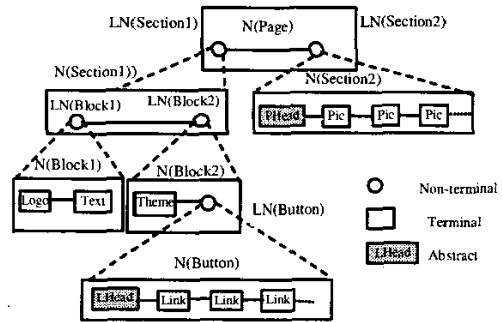 LN(Section1) N(Page) LN(Section2)
N(Section1)) N(Section2)
LN(Block1) LN(Block2)
PHead Pic Pic Pic
N(Block1) N(Block2)
Logo Text Theme LN(Button)
N(Button)
LHead Link Link Link
Non-terminal
Terminal
LHead Abstract